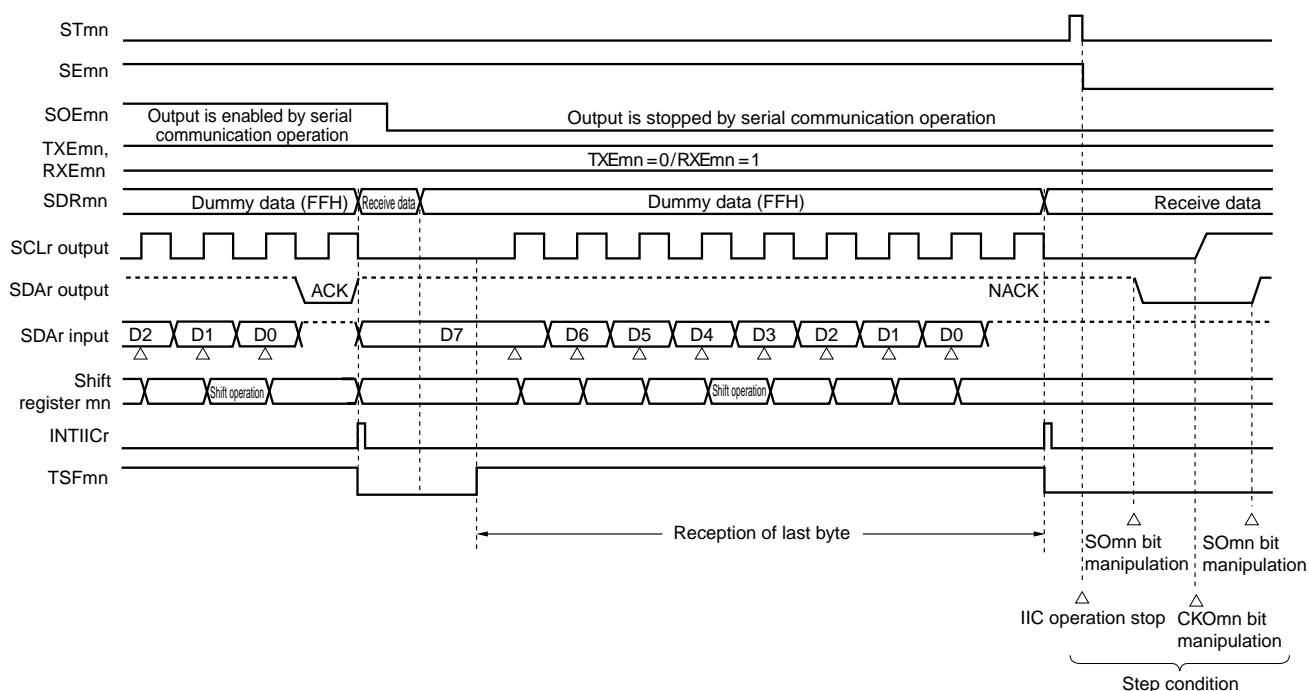 STmn
SEmn
SOEmn
Output is enabled by serial
communication operation
Output is stopped by serial communication operation
TXEmn,
RXEmn
TXEmn = 0 / RXEmn = 1
SDRmn
Dummy data (FFH)
Receive data
Dummy data (FFH)
Receive data
SCLr output
SDAr output
ACK
NACK
SDAr input
D2
D1
D0
D7
D6
D5
D4
D3
D2
D1
D0
Shift
register mn
Shift operation
Shift operation
INTIICr
TSFmn
Reception of last byte
SOmn bit
manipulation
SOmn bit
manipulation
IIC operation stop
CKOmn bit
manipulation
Step condition